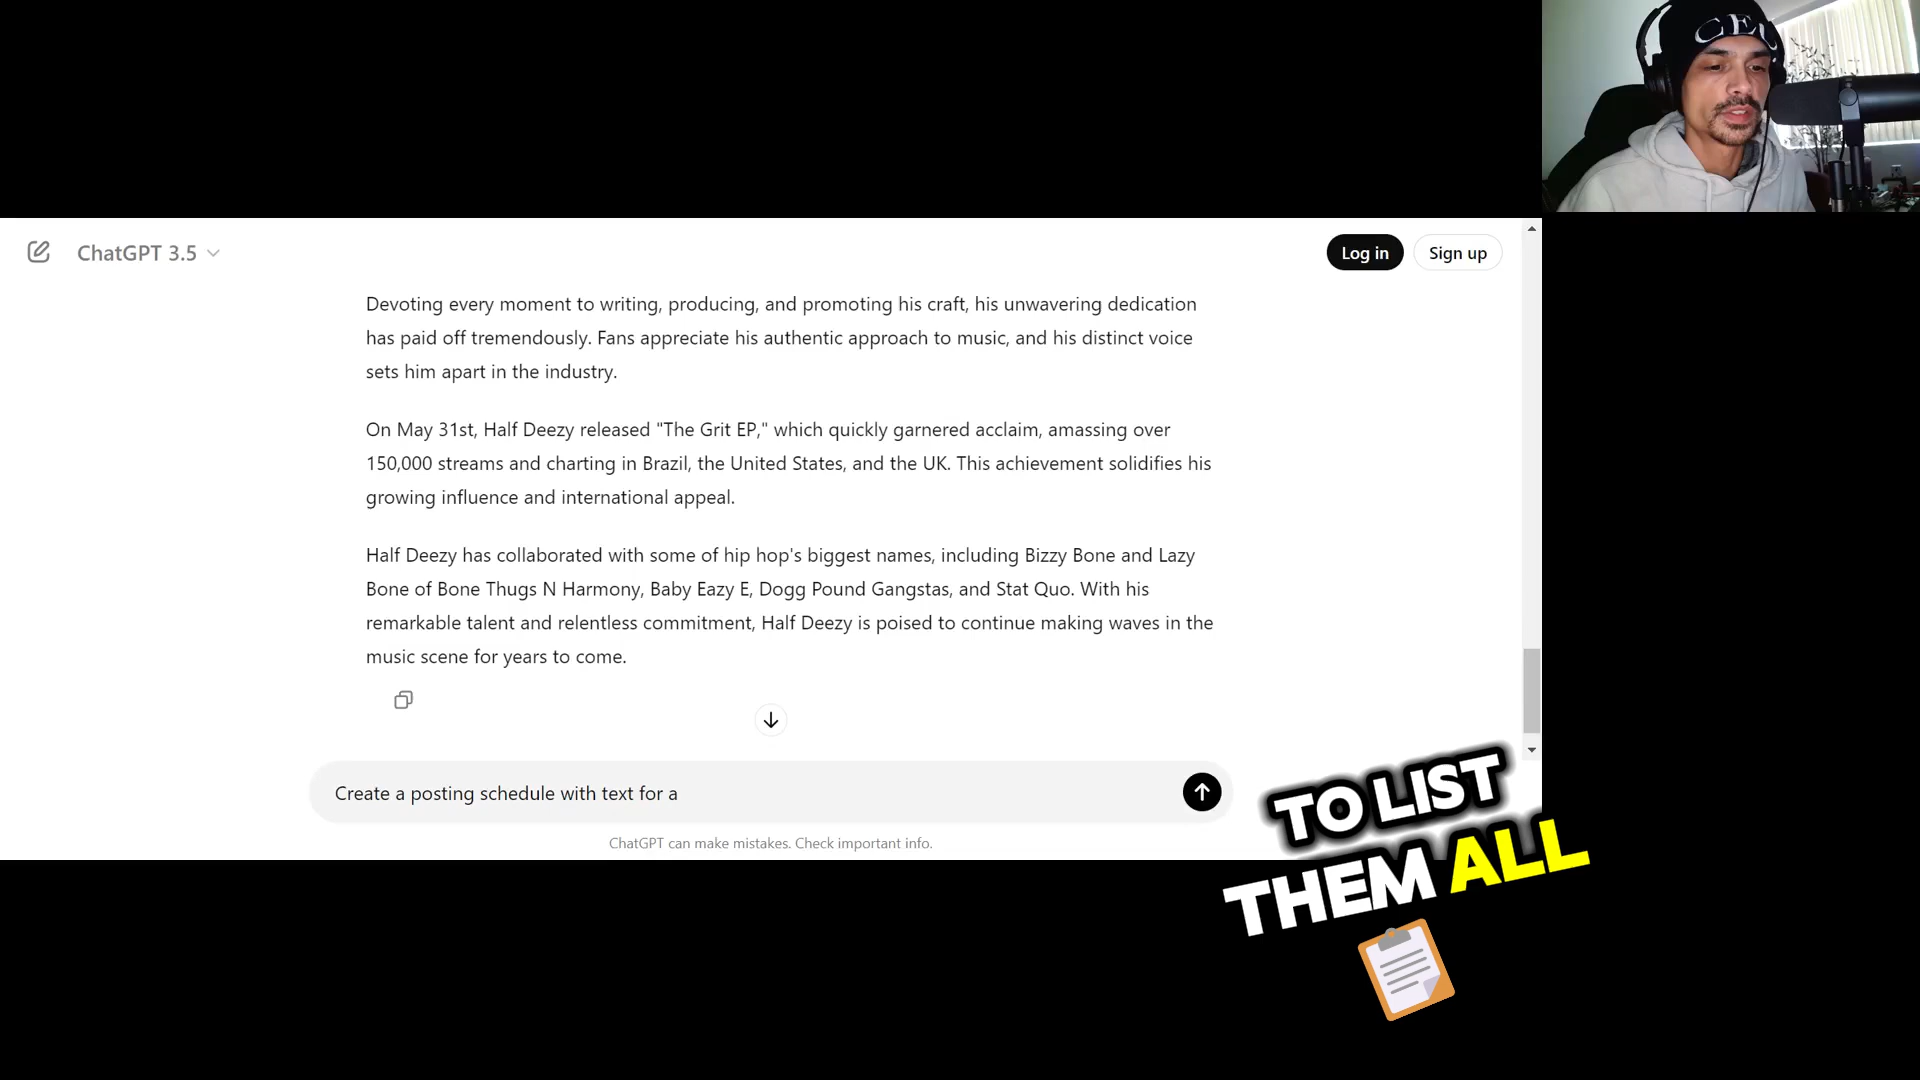 CEO
ChatGPT 3.5
Log in
Sign up
Devoting every moment to writing, producing, and promoting his craft, his unwavering dedication
has paid off tremendously. Fans appreciate his authentic approach to music, and his distinct voice
sets him apart in the industry.
On May 31st, Half Deezy released "The Grit EP," which quickly garnered acclaim, amassing over
150,000 streams and charting in Brazil, the United States, and the UK. This achievement solidifies his
growing influence and international appeal.
Half Deezy has collaborated with some of hip hop's biggest names, including Bizzy Bone and Lazy
Bone of Bone Thugs N Harmony, Baby Eazy E, Dogg Pound Gangstas, and Stat Quo. With his
remarkable talent and relentless commitment, Half Deezy is poised to continue making waves in the
music scene for years to come.
Create a posting schedule with text for a
ChatGPT can make mistakes. Check important info.
TO LIST
THEM ALL